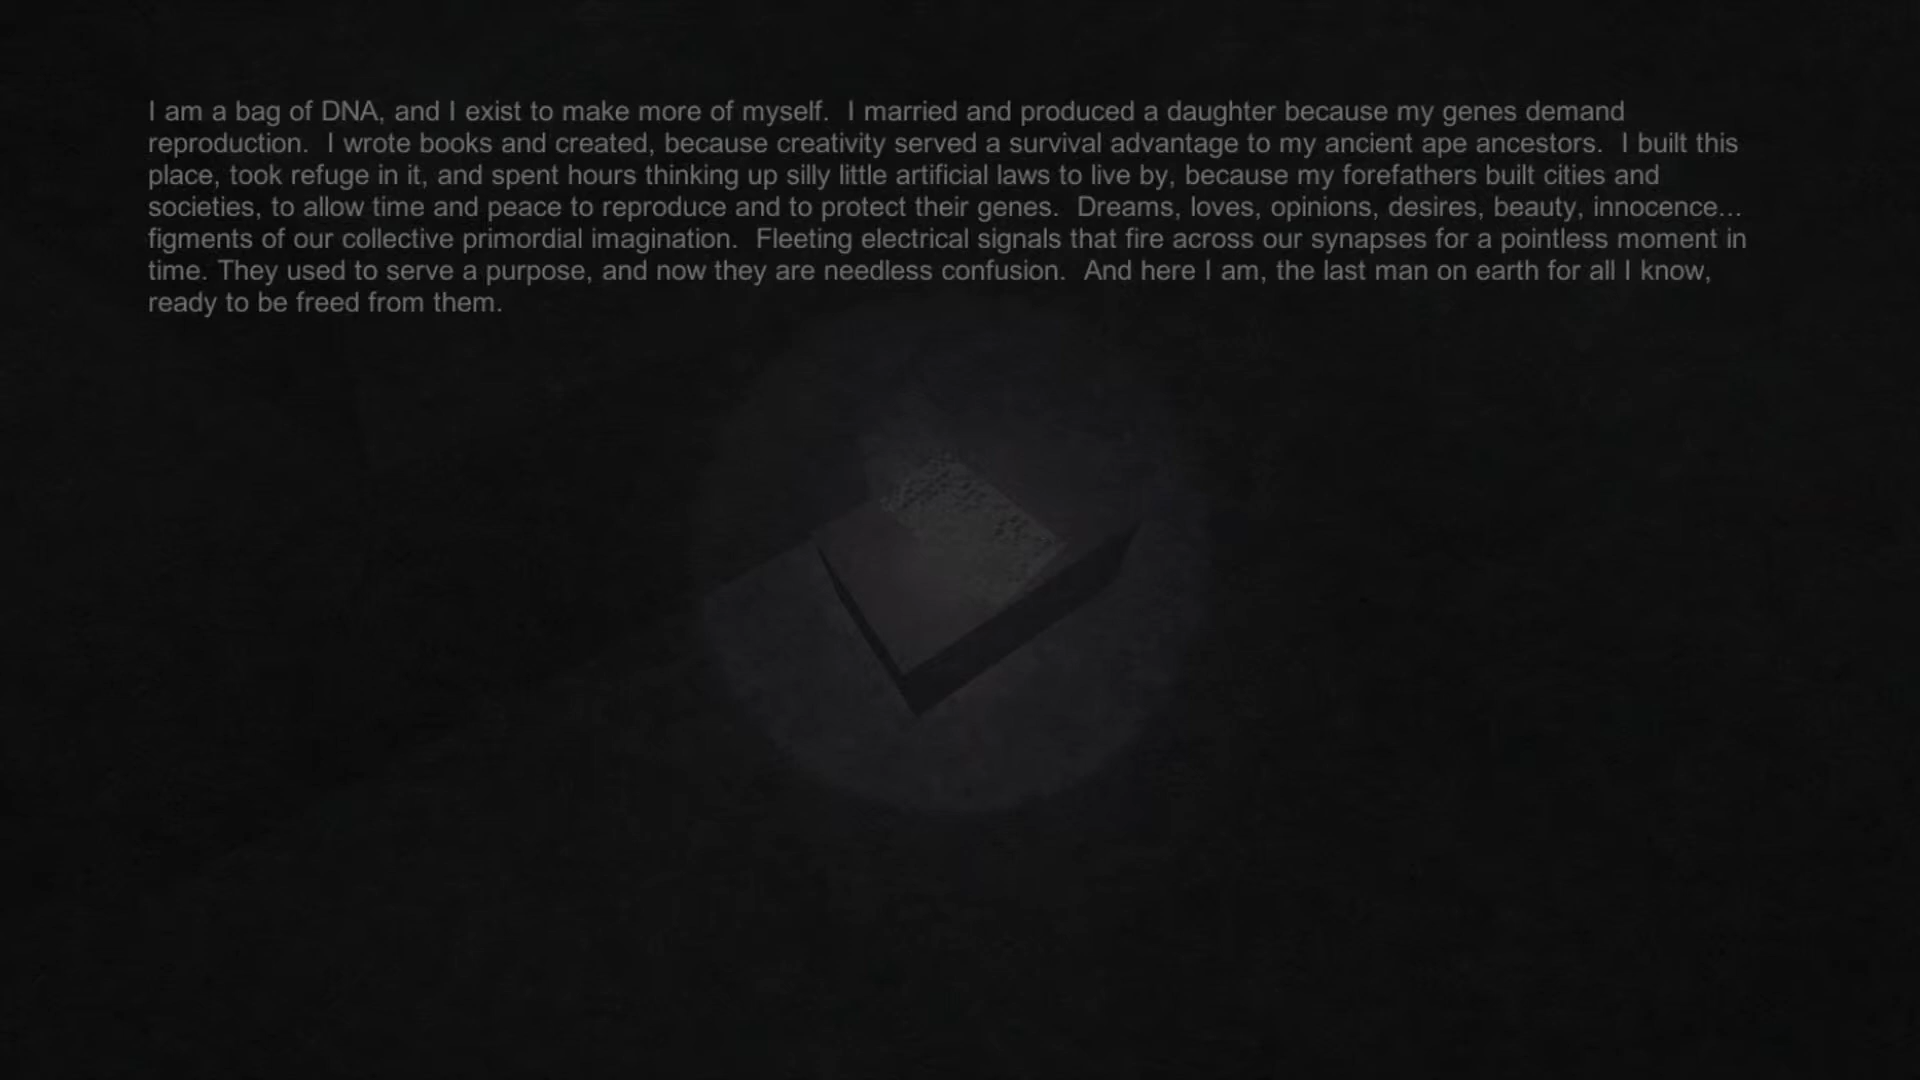 I am a bag of DNA, and I exist to make more of myself.  I married and produced a daughter because my genes demand
reproduction.  I wrote books and created, because creativity served a survival advantage to my ancient ape ancestors.  I built this
place, took refuge in it, and spent hours thinking up silly little artificial laws to live by, because my forefathers built cities and
societies, to allow time and peace to reproduce and to protect their genes.  Dreams, loves, opinions, desires, beauty, innocence...
figments of our collective primordial imagination.  Fleeting electrical signals that fire across our synapses for a pointless moment in
time. They used to serve a purpose, and now they are needless confusion.  And here I am, the last man on earth for all I know,
ready to be freed from them.